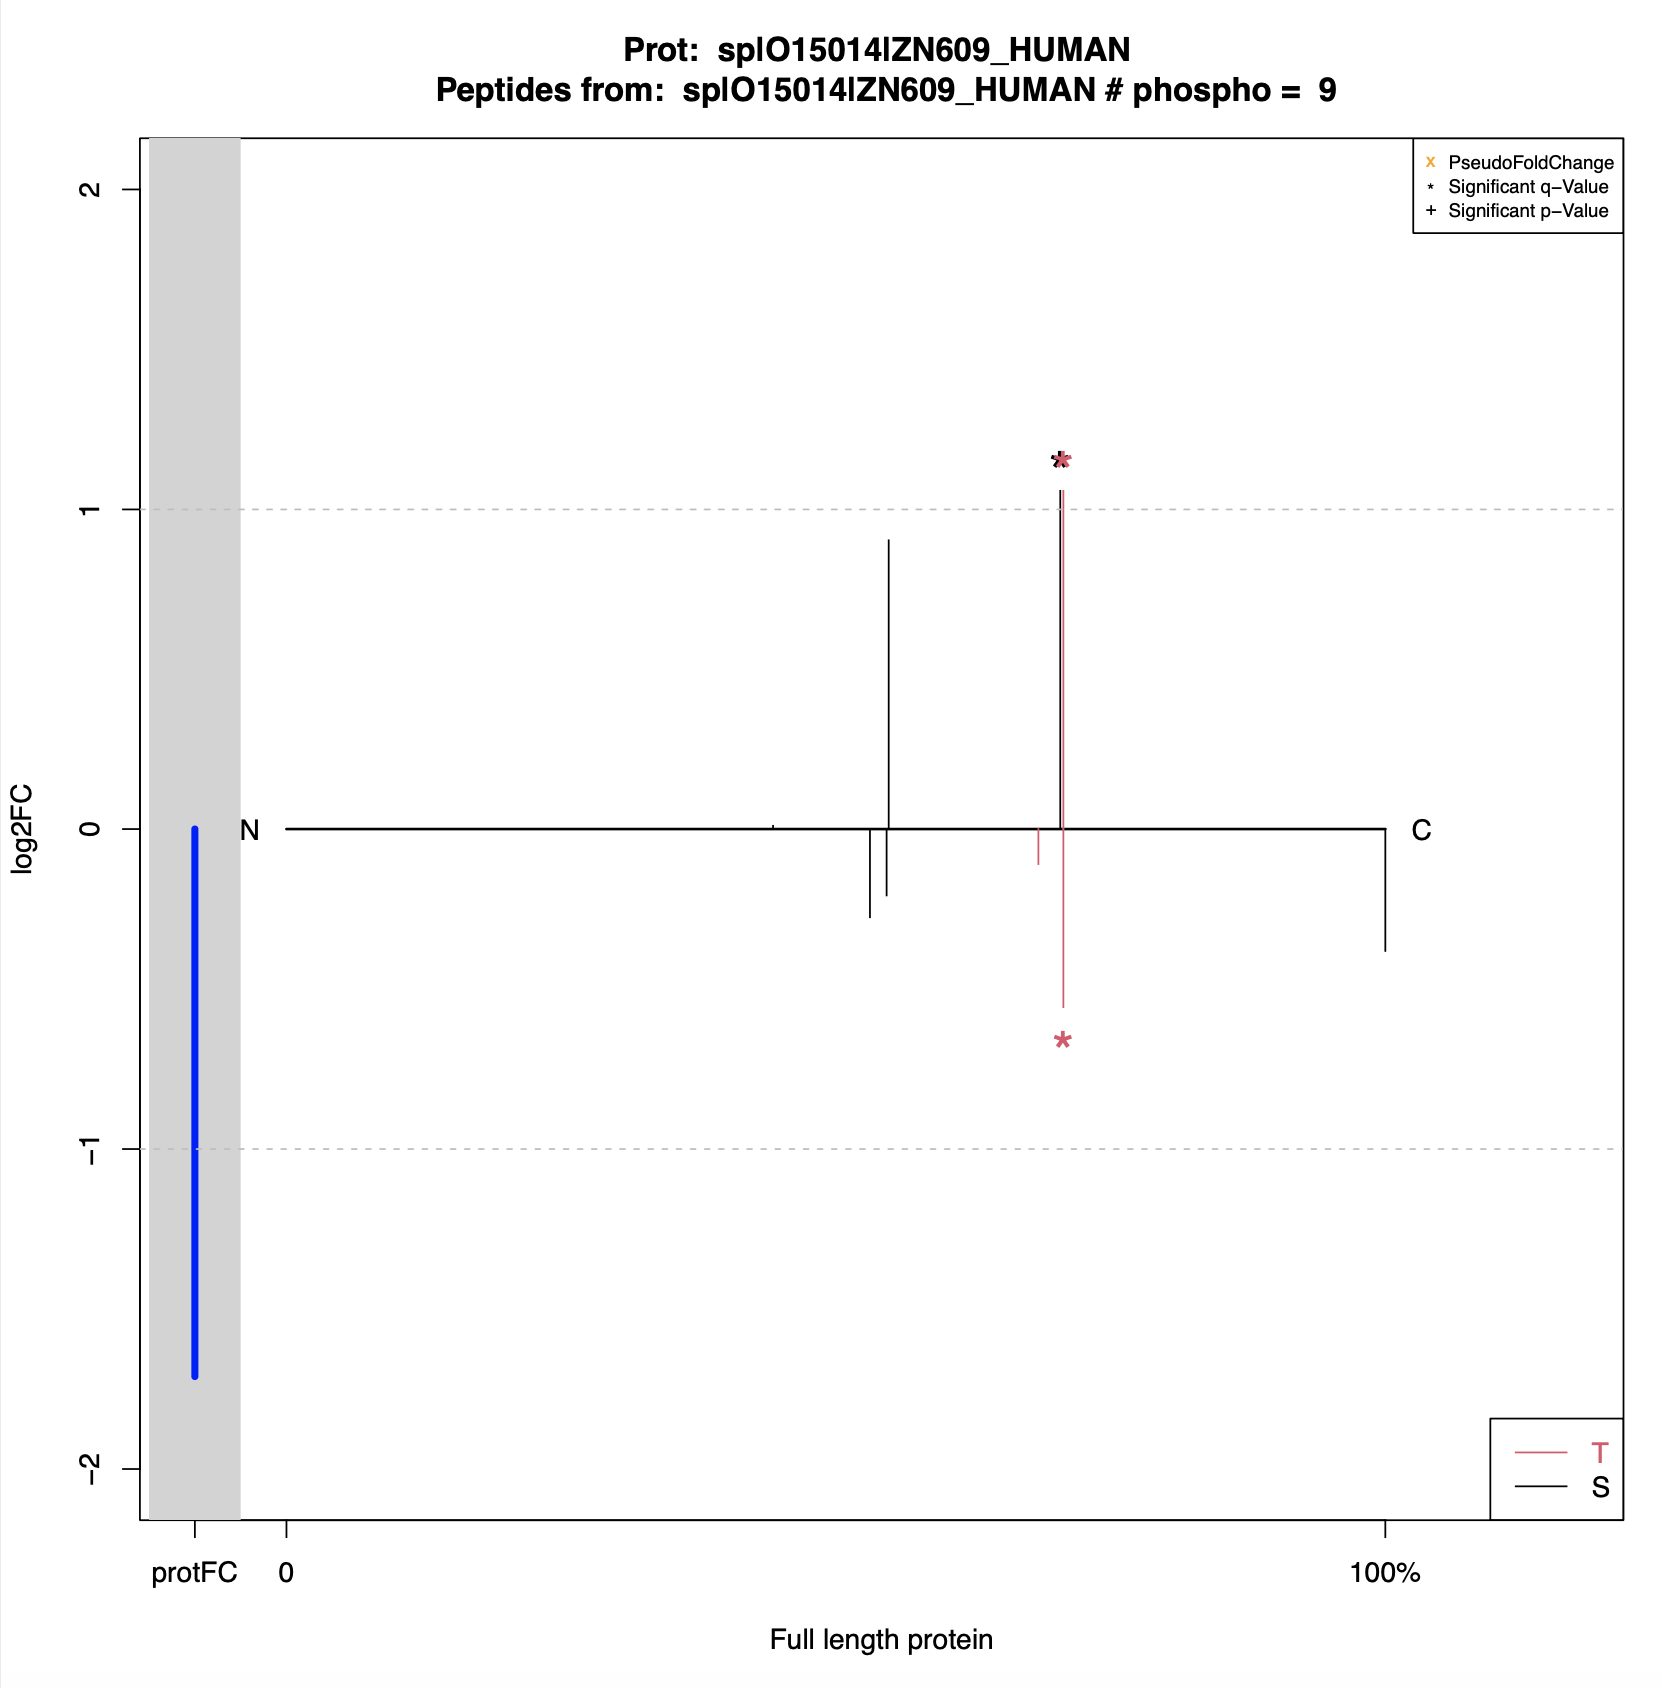 Prot:  sp|O15014|ZN609_HUMAN
Peptides from:  sp|O15014|ZN609_HUMAN # phospho =  9
x PseudoFoldChange
* Significant q−Value
+ Significant p−Value
2
1
0
−1
−2
log2FC
N
C
*
*
*
T
S
protFC
0
100%
Full length protein